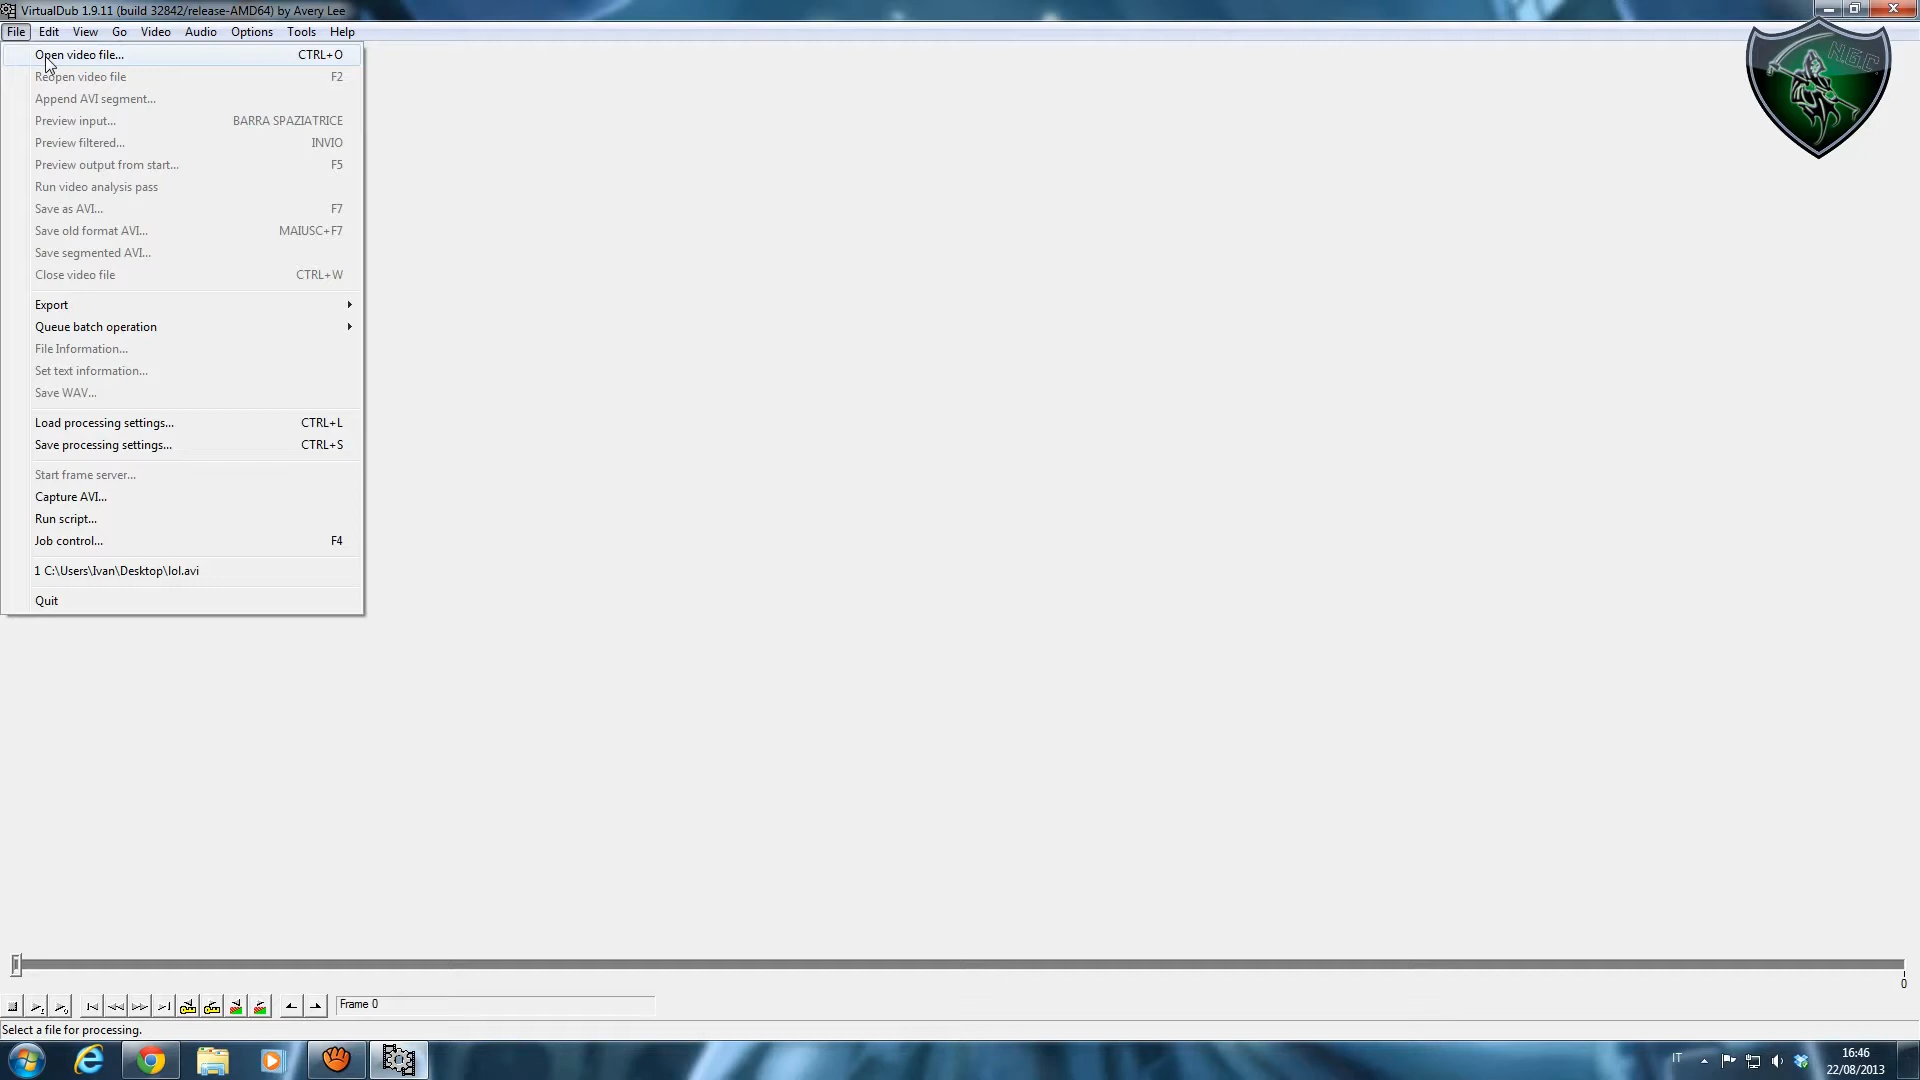 VirtualDub 1.9.11 (build 32842/release-AMD64) by Avery Lee
File Edit View Go Video Audio Options Tools Help
Open video file... CTRL+O
Reopen video file F2
Append AVI segment...
Preview input... BARRA SPAZIATRICE
Preview filtered... INVIO
Preview output from start... F5
Run video analysis pass
Save as AVI... F7
Save old format AVI... MAIUSC+F7
Save segmented AVI...
Close video file CTRL+W
Export
Queue batch operation
File Information...
Set text information...
Save WAV...
Load processing settings... CTRL+L
Save processing settings... CTRL+S
Start frame server...
Capture AVI...
Run script...
Job control... F4
1 C:\Users\Ivan\Desktop\lol.avi
Quit
N.G.C.
0
Frame 0
Select a file for processing.
IT
16:46
22/08/2013